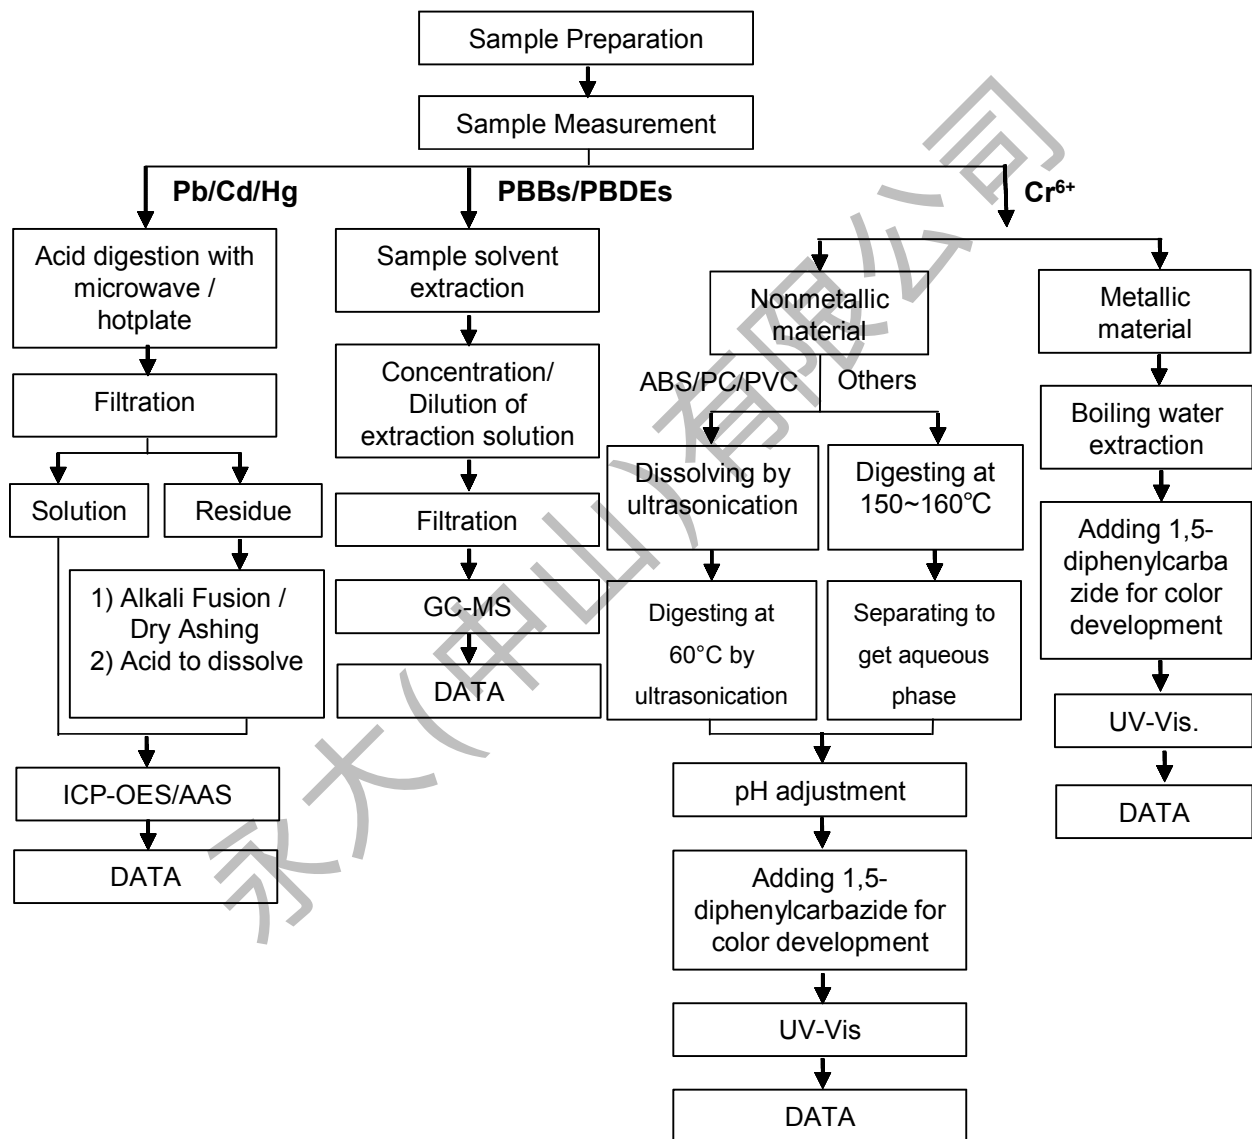 Sample Preparation
Sample Measurement
Pb/Cd/Hg
PBBs/PBDEs
Cr⁶⁺
Acid digestion with
microwave /
hotplate
Filtration
Solution
Residue
1) Alkali Fusion /
Dry Ashing
2) Acid to dissolve
ICP-OES/AAS
DATA
Sample solvent
extraction
Concentration/
Dilution of
extraction solution
Filtration
GC-MS
DATA
Nonmetallic
material
ABS/PC/PVC
Others
Dissolving by
ultrasonication
Digesting at
60°C by
ultrasonication
Digesting at
150~160℃
Separating to
get aqueous
phase
pH adjustment
Adding 1,5-
diphenylcarbazide for
color development
UV-Vis
DATA
Metallic
material
Boiling water
extraction
Adding 1,5-
diphenylcarba
zide for color
development
UV-Vis.
DATA
永大(中山)有限公司